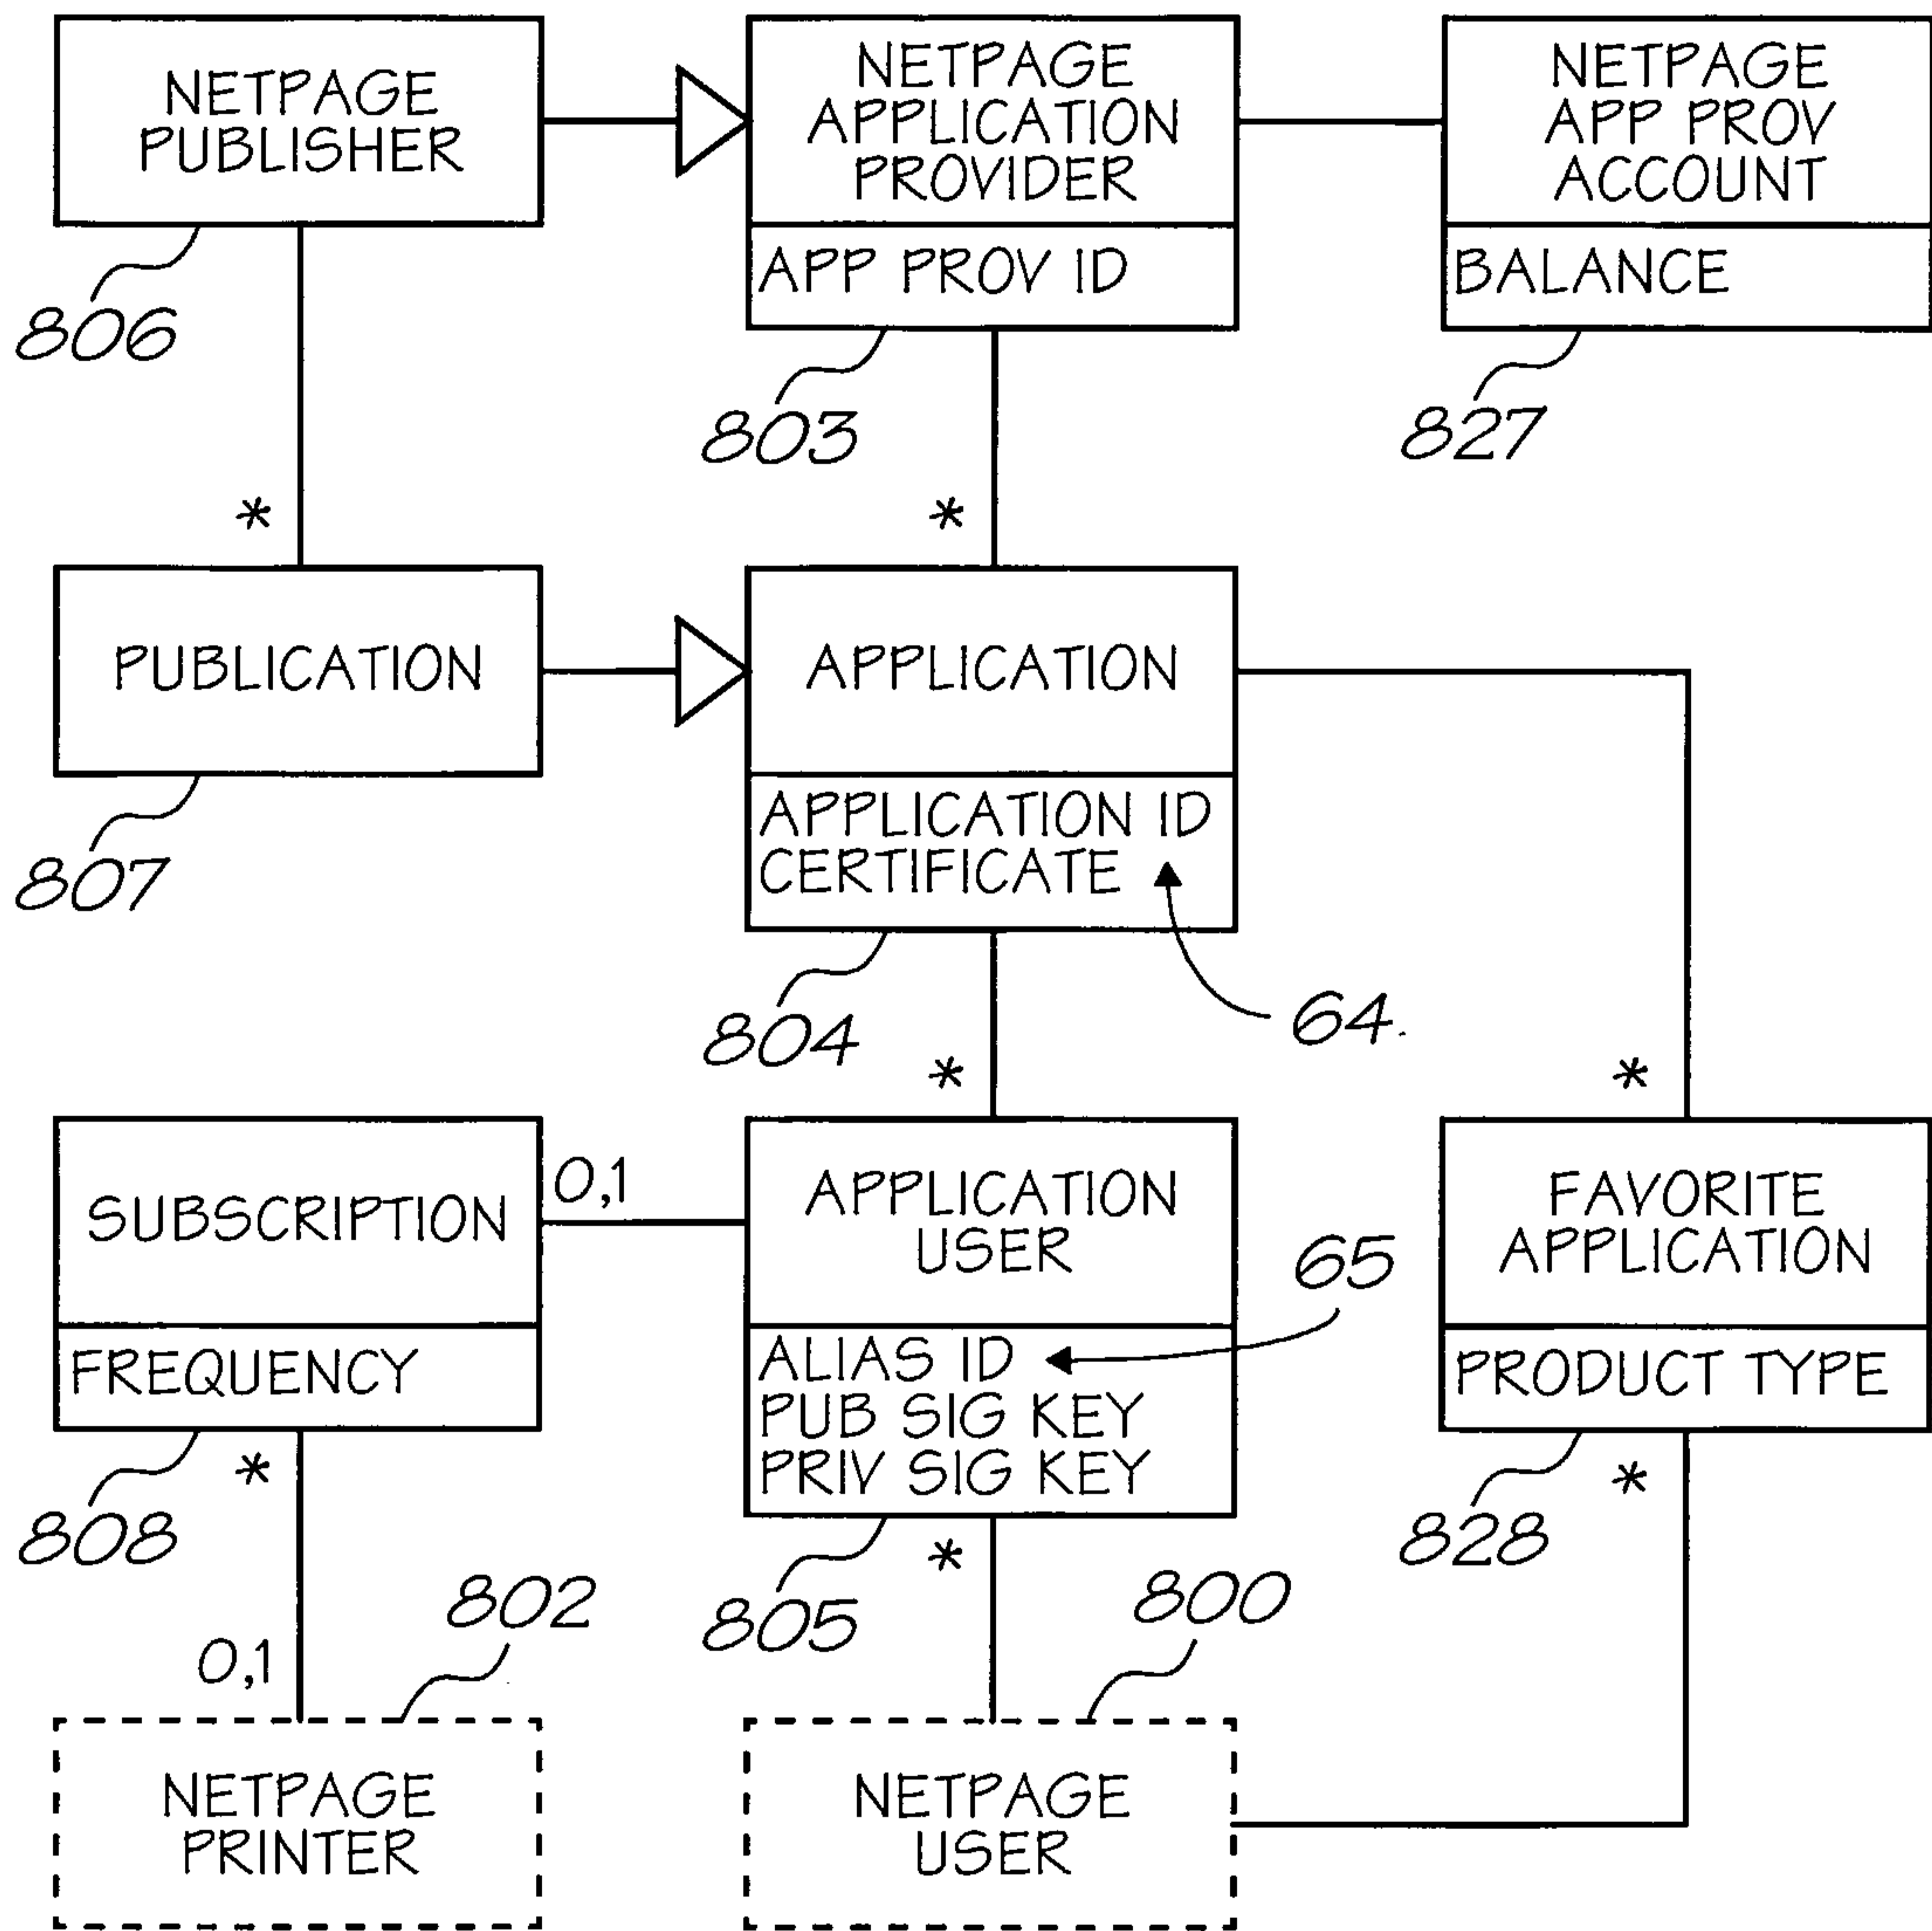 NETPAGE
PUBLISHER
NETPAGE
APPLICATION
PROVIDER
APP PROV ID
NETPAGE
APP PROV
ACCOUNT
BALANCE
806
803
827
*
*
PUBLICATION
APPLICATION
APPLICATION ID
CERTIFICATE
807
804
64
*
*
SUBSCRIPTION
FREQUENCY
0,1
APPLICATION
USER
ALIAS ID
PUB SIG KEY
PRIV SIG KEY
65
FAVORITE
APPLICATION
PRODUCT TYPE
808
*
802
0,1
805
*
800
828
*
NETPAGE
PRINTER
NETPAGE
USER